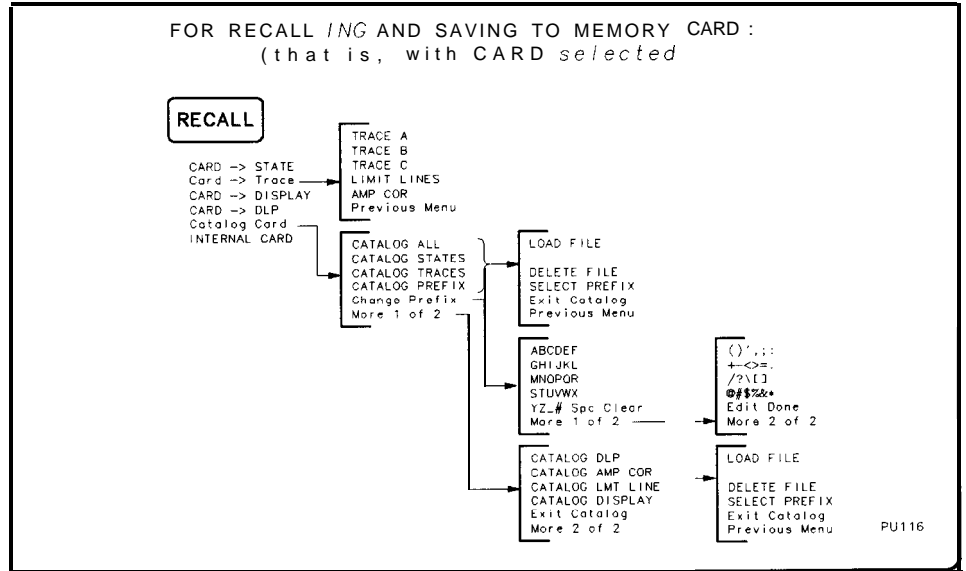 FOR RECALL ING AND SAVING TO MEMORY CARD :
(that is, with CARD selected
RECALL
CARD -> STATE
Card -> Trace
CARD -> DISPLAY
CARD -> DLP
Catalog Card
INTERNAL CARD
TRACE A
TRACE B
TRACE C
LIMIT LINES
AMP COR
Previous Menu
CATALOG ALL
CATALOG STATES
CATALOG TRACES
CATALOG PREFIX
Change Prefix
More 1 of 2
LOAD FILE
DELETE FILE
SELECT PREFIX
Exit Catalog
Previous Menu
ABCDEF
GHIJKL
MNOPQR
STUVWX
YZ_# Spc Clear
More 1 of 2
()',;:
+-<>=.
/?\[]
@#$%&*
Edit Done
More 2 of 2
CATALOG DLP
CATALOG AMP COR
CATALOG LMT LINE
CATALOG DISPLAY
Exit Catalog
More 2 of 2
LOAD FILE
DELETE FILE
SELECT PREFIX
Exit Catalog
Previous Menu
PU116